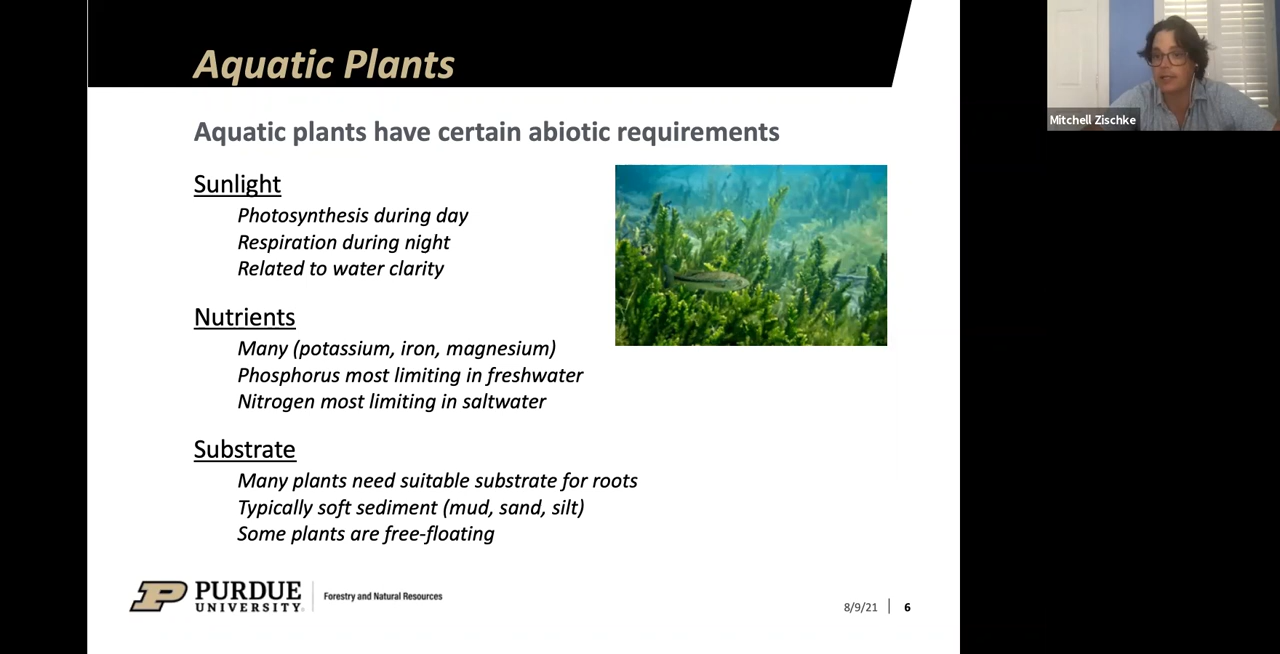 Aquatic Plants
Aquatic plants have certain abiotic requirements
Sunlight
Photosynthesis during day
Respiration during night
Related to water clarity
Nutrients
Many (potassium, iron, magnesium)
Phosphorus most limiting in freshwater
Nitrogen most limiting in saltwater
Substrate
Many plants need suitable substrate for roots
Typically soft sediment (mud, sand, silt)
Some plants are free-floating
P PURDUE
UNIVERSITY®
Forestry and Natural Resources
8/9/21 | 6
Mitchell Zischke